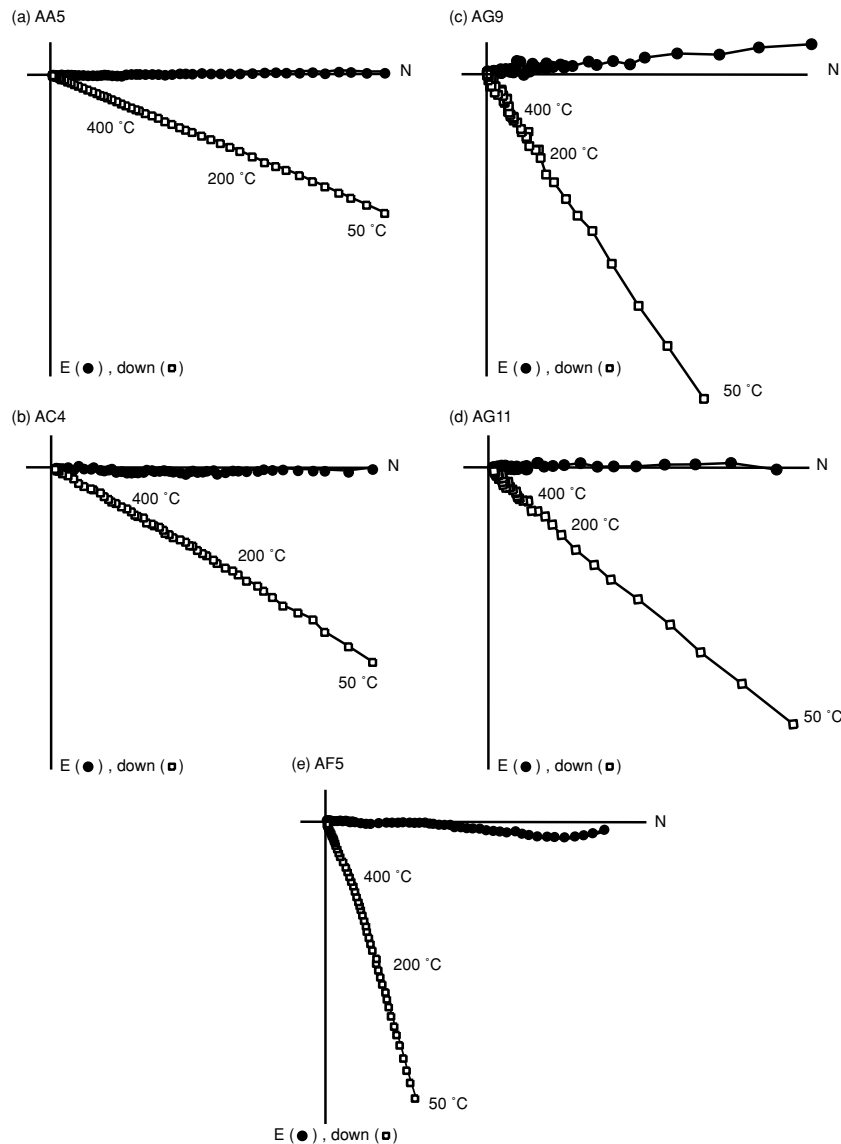 (a) AA5
N
400 ˚C
200 ˚C
50 ˚C
E (●) , down (▫)
(b) AC4
N
400 ˚C
200 ˚C
50 ˚C
E (●) , down (▫)
(c) AG9
N
400 ˚C
200 ˚C
50 ˚C
E (●) , down (▫)
(d) AG11
N
400 ˚C
200 ˚C
50 ˚C
E (●) , down (▫)
(e) AF5
N
400 ˚C
200 ˚C
50 ˚C
E (●) , down (▫)